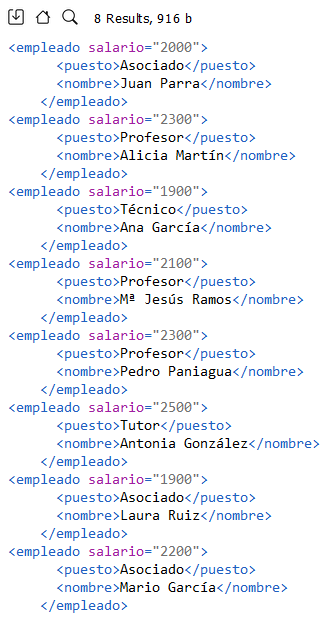 8 Results, 916 b
<empleado salario="2000">
<puesto>Asociado</puesto>
<nombre>Juan Parra</nombre>
</empleado>
<empleado salario="2300">
<puesto>Profesor</puesto>
<nombre>Alicia Martín</nombre>
</empleado>
<empleado salario="1900">
<puesto>Técnico</puesto>
<nombre>Ana García</nombre>
</empleado>
<empleado salario="2100">
<puesto>Profesor</puesto>
<nombre>Mª Jesús Ramos</nombre>
</empleado>
<empleado salario="2300">
<puesto>Profesor</puesto>
<nombre>Pedro Paniagua</nombre>
</empleado>
<empleado salario="2500">
<puesto>Tutor</puesto>
<nombre>Antonia González</nombre>
</empleado>
<empleado salario="1900">
<puesto>Asociado</puesto>
<nombre>Laura Ruiz</nombre>
</empleado>
<empleado salario="2200">
<puesto>Asociado</puesto>
<nombre>Mario García</nombre>
</empleado>